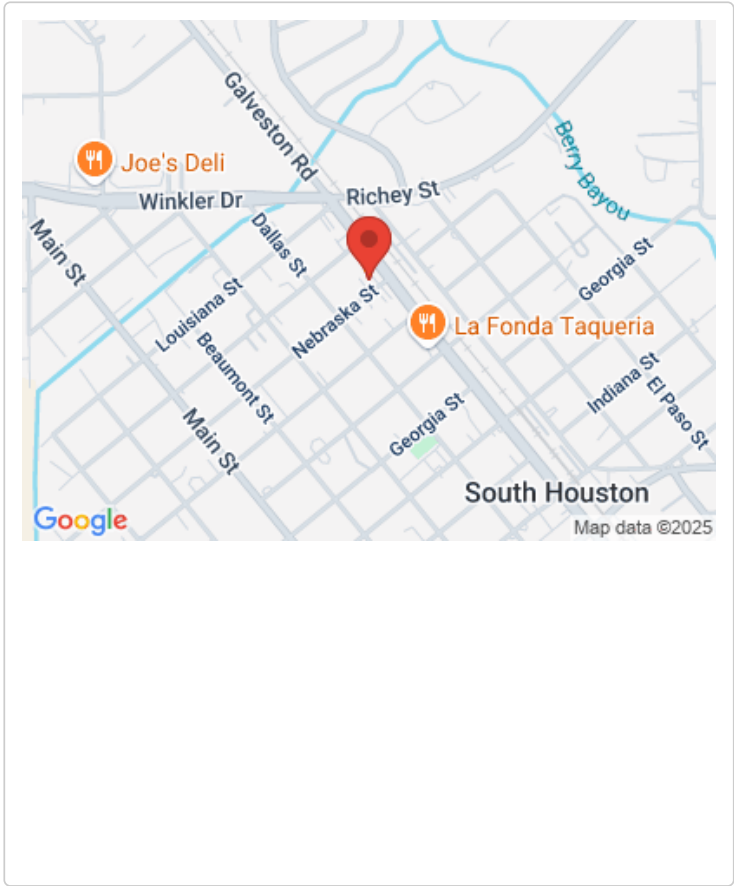 Galveston Rd
Joe's Deli
Berry Bayou
Winkler Dr
Richey St
Main St
Dallas St
Georgia St
Louisiana St
Nebraska St
La Fonda Taqueria
Beaumont St
Indiana St
El Paso St
Main St
Georgia St
South Houston
Google
Map data ©2025